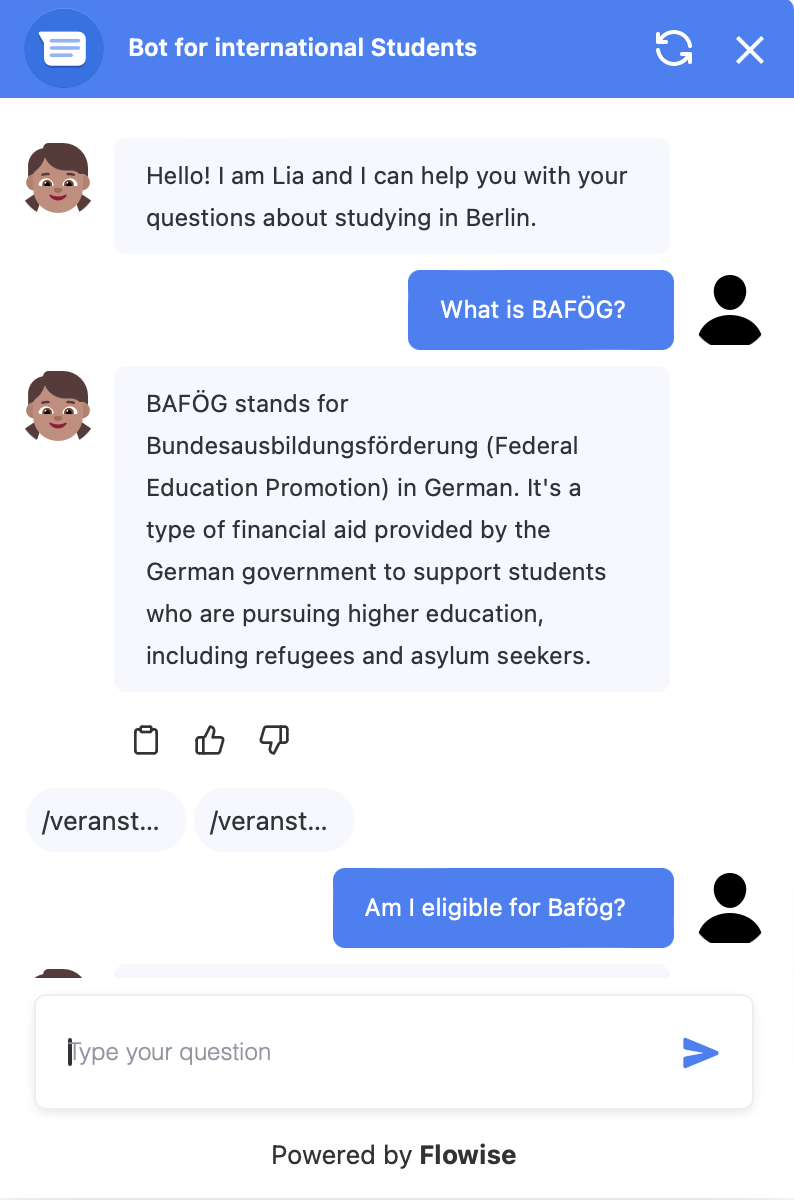 Bot for international Students
Hello! I am Lia and I can help you with your
questions about studying in Berlin.
What is BAFÖG?
BAFÖG stands for
Bundesausbildungsförderung (Federal
Education Promotion) in German. It's a
type of financial aid provided by the
German government to support students
who are pursuing higher education,
including refugees and asylum seekers.
/veranst... /veranst...
Am I eligible for Bafög?
Type your question
Powered by Flowise